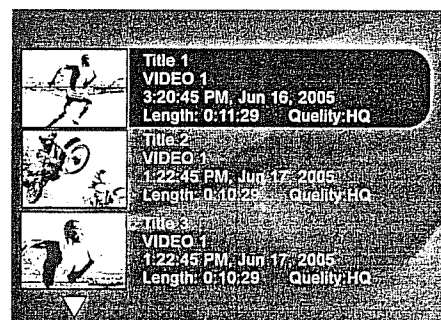 Title 1
VIDEO 1
3:20:45 PM, Jun 16, 2005
Length: 0:11:29 Quelity:HQ
Title 2
VIDEO 1
1:22:45 PM, Jun 17, 2005
Length: 0:10:29 Quelity:HQ
Title 3
VIDEO 1
1:22:45 PM, Jun 17, 2005
Length: 0:10:29 Quelity:HQ